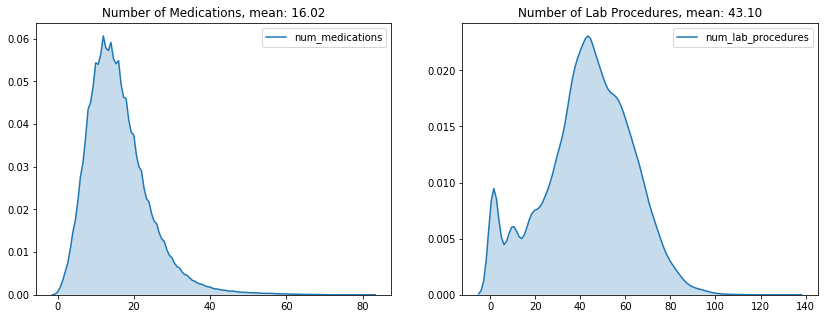 Number of Medications, mean: 16.02
num_medications
0.06
0.05
0.04
0.03
0.02
0.01
0.00
0 20 40 60 80
Number of Lab Procedures, mean: 43.10
num_lab_procedures
0.020
0.015
0.010
0.005
0.000
0 20 40 60 80 100 120 140